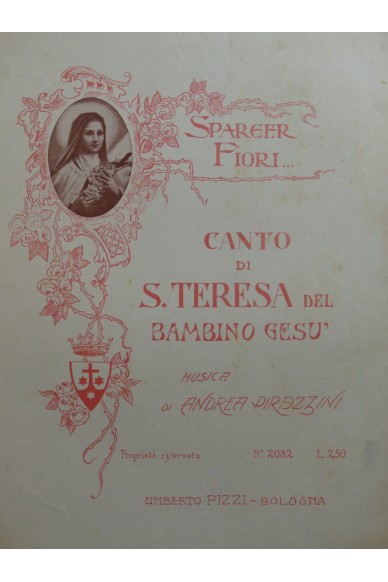 SPARGER
FIORI...
CANTO
DI
S. TERESA DEL
BAMBINO GESU'
MUSICA
DI ANDREA PIRAZZINI
Proprietà riservata. N.º 2082 L. 2,50
UMBERTO PIZZI - BOLOGNA